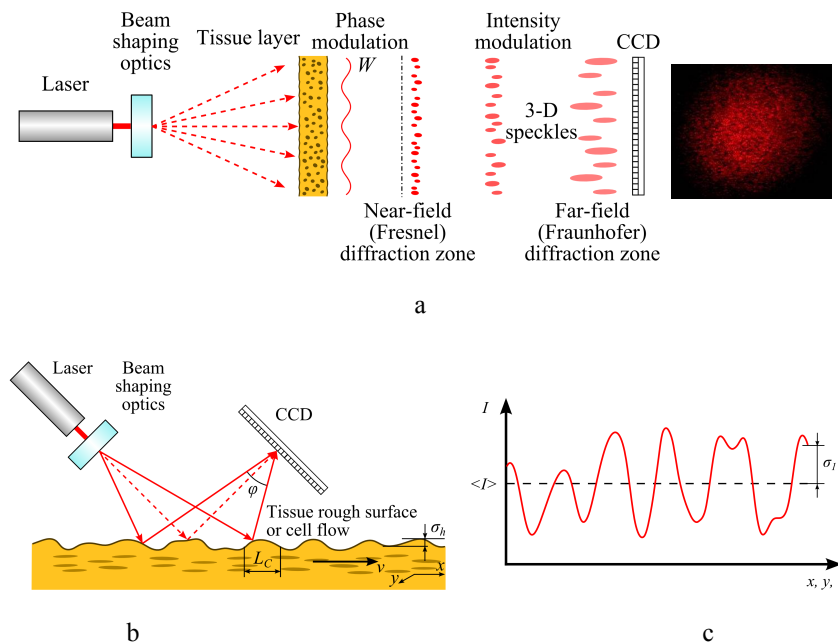 Laser
Beam
shaping
optics
Tissue layer
Phase
modulation
W
Intensity
modulation
CCD
3-D
speckles
Near-field
(Fresnel)
diffraction zone
Far-field
(Fraunhofer)
diffraction zone
a
Laser
Beam
shaping
optics
CCD
φ
Tissue rough surface
or cell flow
σh
LC
v
y
x
b
I
<I>
σI
x, y,
c